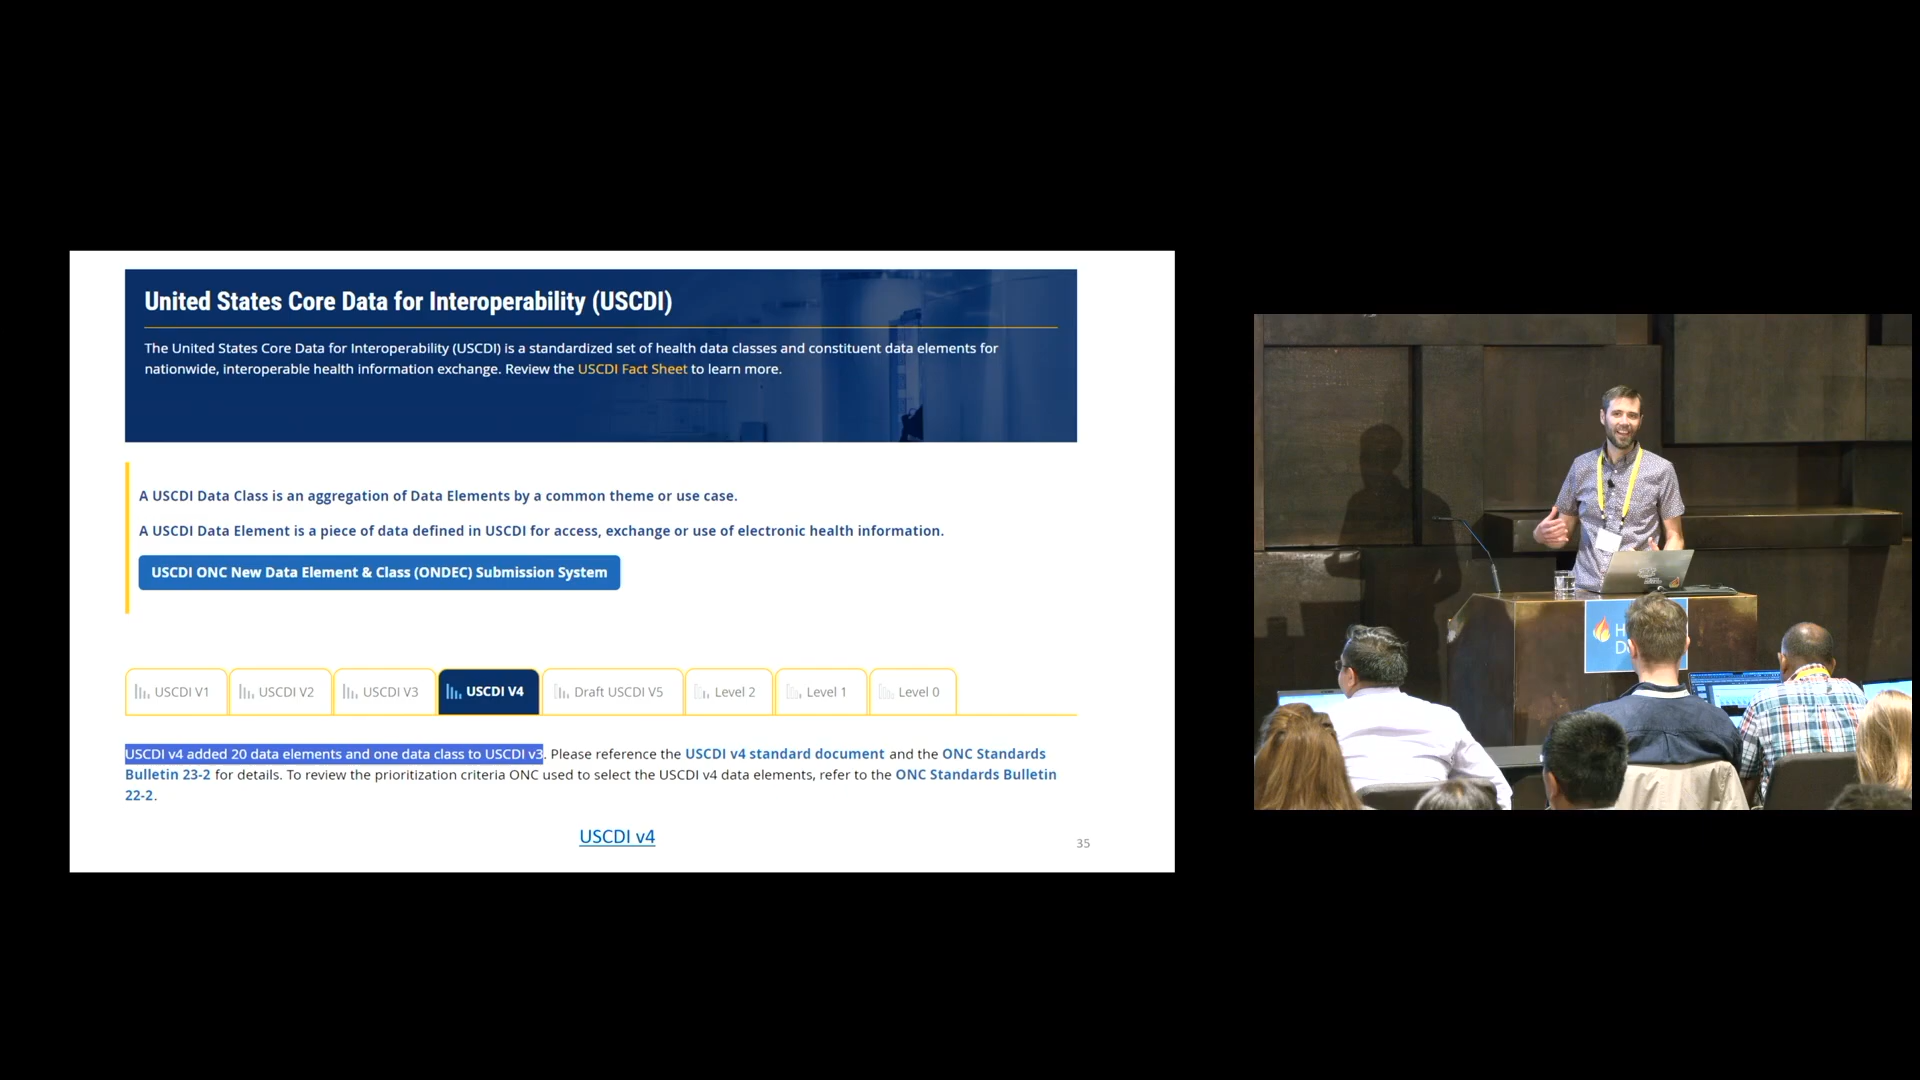 United States Core Data for Interoperability (USCDI)
The United States Core Data for Interoperability (USCDI) is a standardized set of health data classes and constituent data elements for
nationwide, interoperable health information exchange. Review the USCDI Fact Sheet to learn more.
A USCDI Data Class is an aggregation of Data Elements by a common theme or use case.
A USCDI Data Element is a piece of data defined in USCDI for access, exchange or use of electronic health information.
USCDI ONC New Data Element & Class (ONDEC) Submission System
USCDI V1 USCDI V2 USCDI V3 USCDI V4 Draft USCDI V5 Level 2 Level 1 Level 0
USCDI v4 added 20 data elements and one data class to USCDI v3. Please reference the USCDI v4 standard document and the ONC Standards
Bulletin 23-2 for details. To review the prioritization criteria ONC used to select the USCDI v4 data elements, refer to the ONC Standards Bulletin
22-2.
USCDI v4
35